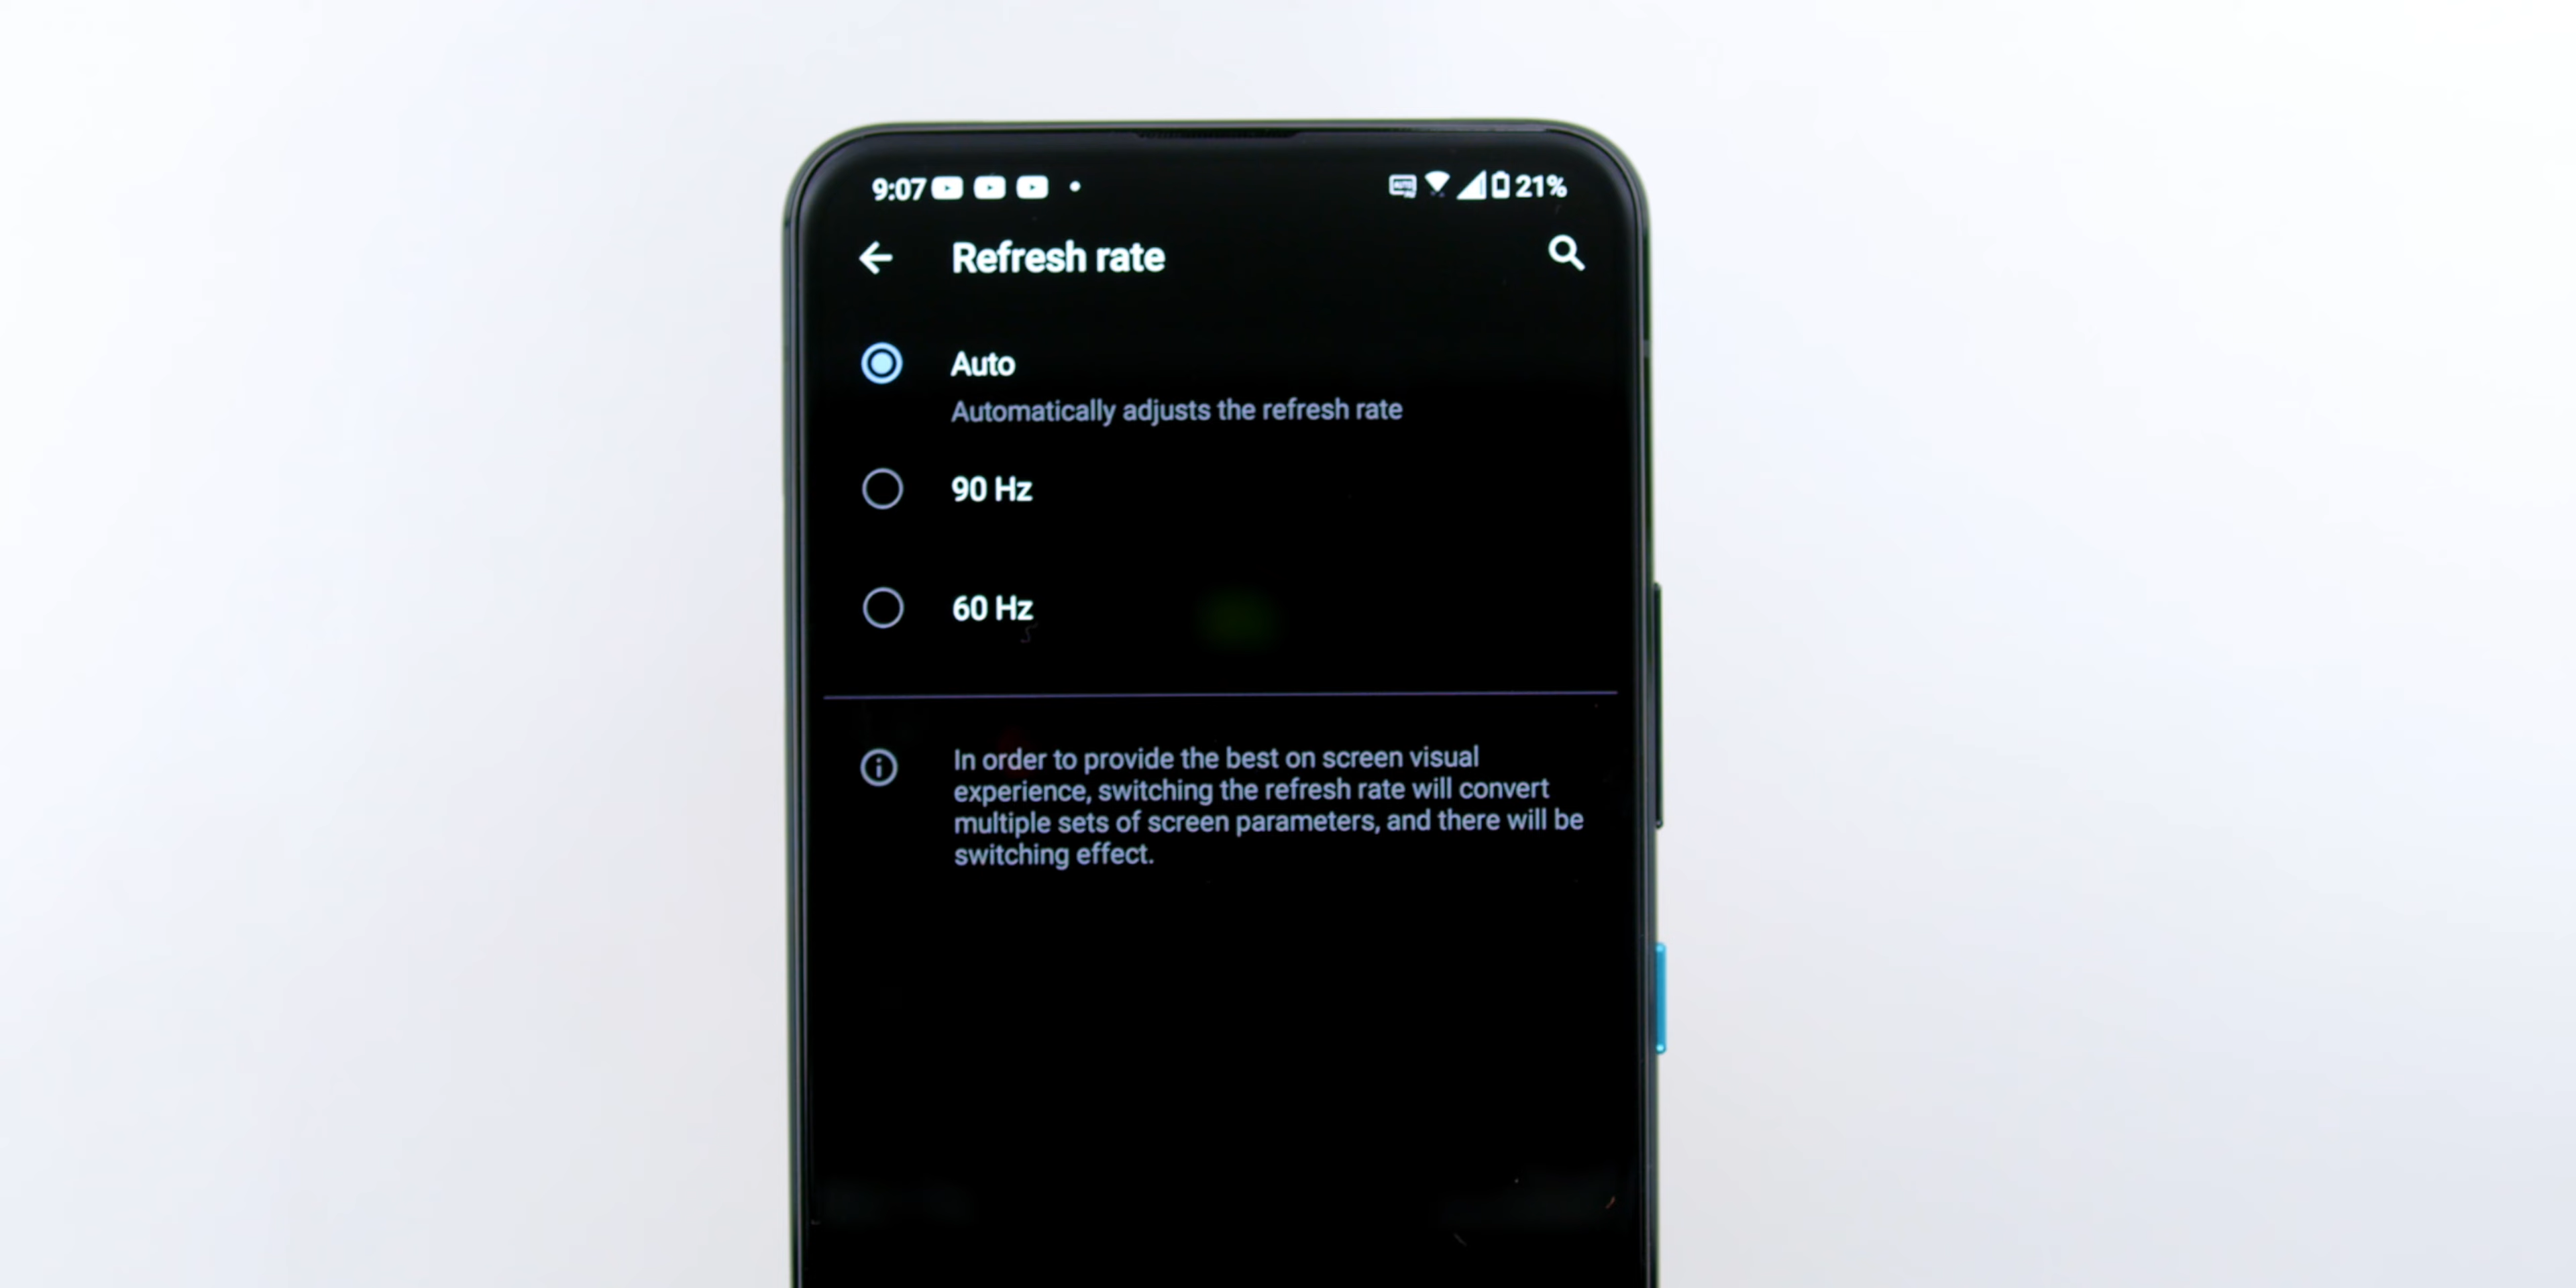 9:07 21%
Refresh rate
Auto
Automatically adjusts the refresh rate
90 Hz
60 Hz
In order to provide the best on screen visual
experience, switching the refresh rate will convert
multiple sets of screen parameters, and there will be
switching effect.